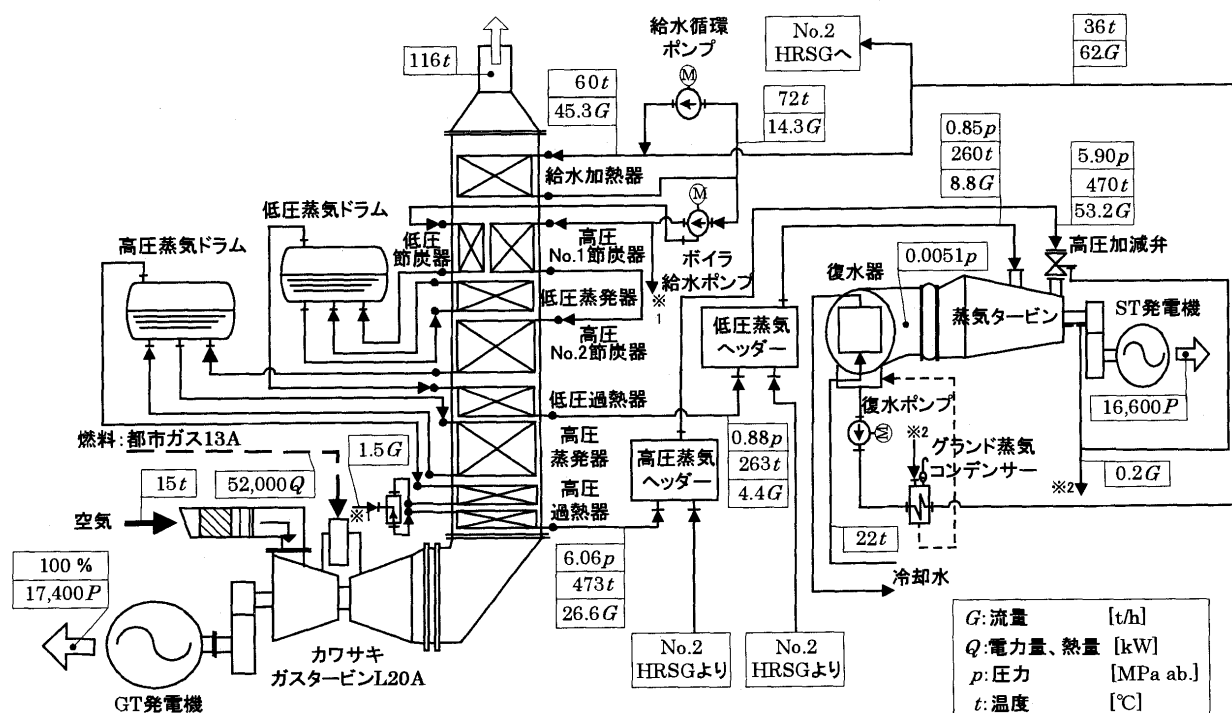 116t
60t
45.3G
給水循環
ポンプ
M
No.2
HRSGへ
36t
62G
72t
14.3G
0.85p
260t
8.8G
5.90p
470t
53.2G
給水加熱器
M
低圧蒸気ドラム
高圧蒸気ドラム
低圧
節炭器
高圧
No.1節炭器
ボイラ
給水ポンプ
※
1
高圧加減弁
復水器
0.0051p
蒸気タービン
ST発電機
16,600P
低圧蒸発器
高圧
No.2節炭器
低圧蒸気
ヘッダー
低圧過熱器
高圧
蒸発器
高圧
過熱器
0.88p
263t
4.4G
高圧蒸気
ヘッダー
復水ポンプ
M
※2
グランド蒸気
コンデンサー
0.2G
※2
22t
冷却水
燃料:都市ガス13A
1.5G
※1
15t
52,000Q
空気
100 %
17,400P
6.06p
473t
26.6G
No.2
HRSGより
No.2
HRSGより
カワサキ
ガスタービンL20A
GT発電機
G:流量 [t/h]
Q:電力量、熱量 [kW]
p:圧力 [MPa ab.]
t:温度 [℃]